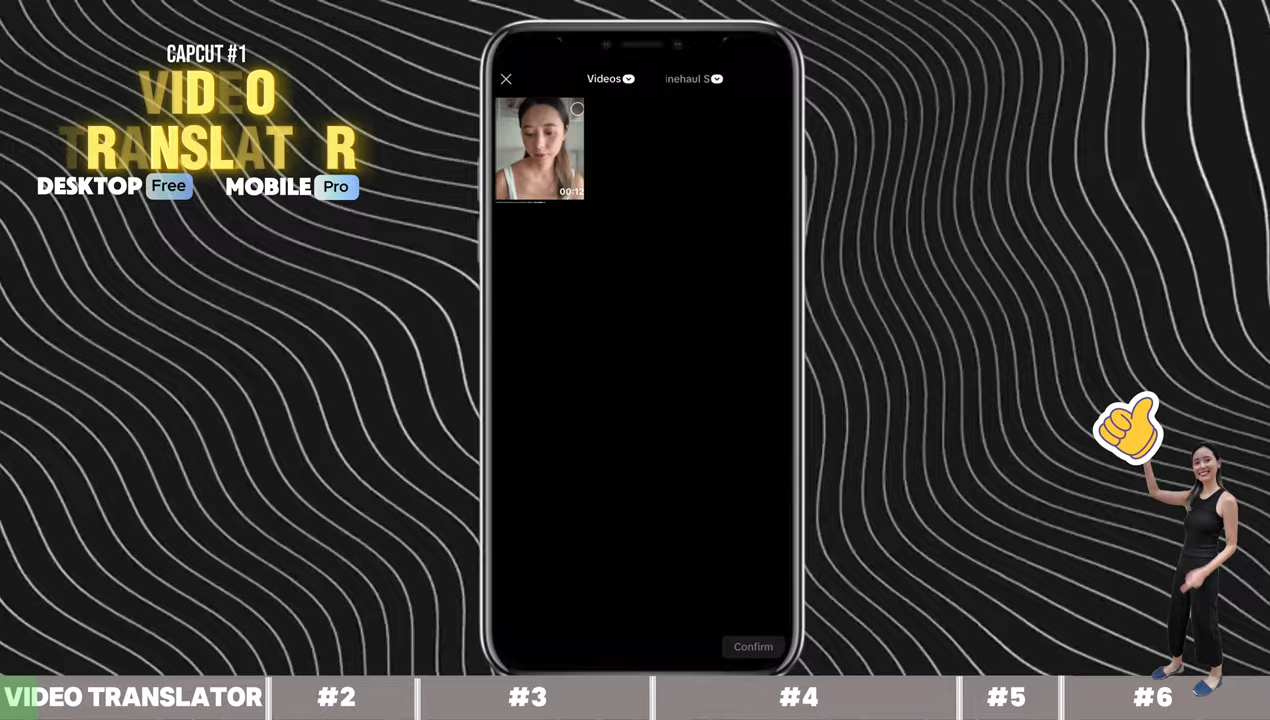 CAPCUT #1
VIDEO
TRANSLAT R
DESKTOP Free MOBILE Pro
Videos inehaul S
00:12
Confirm
VIDEO TRANSLATOR #2 #3 #4 #5 #6